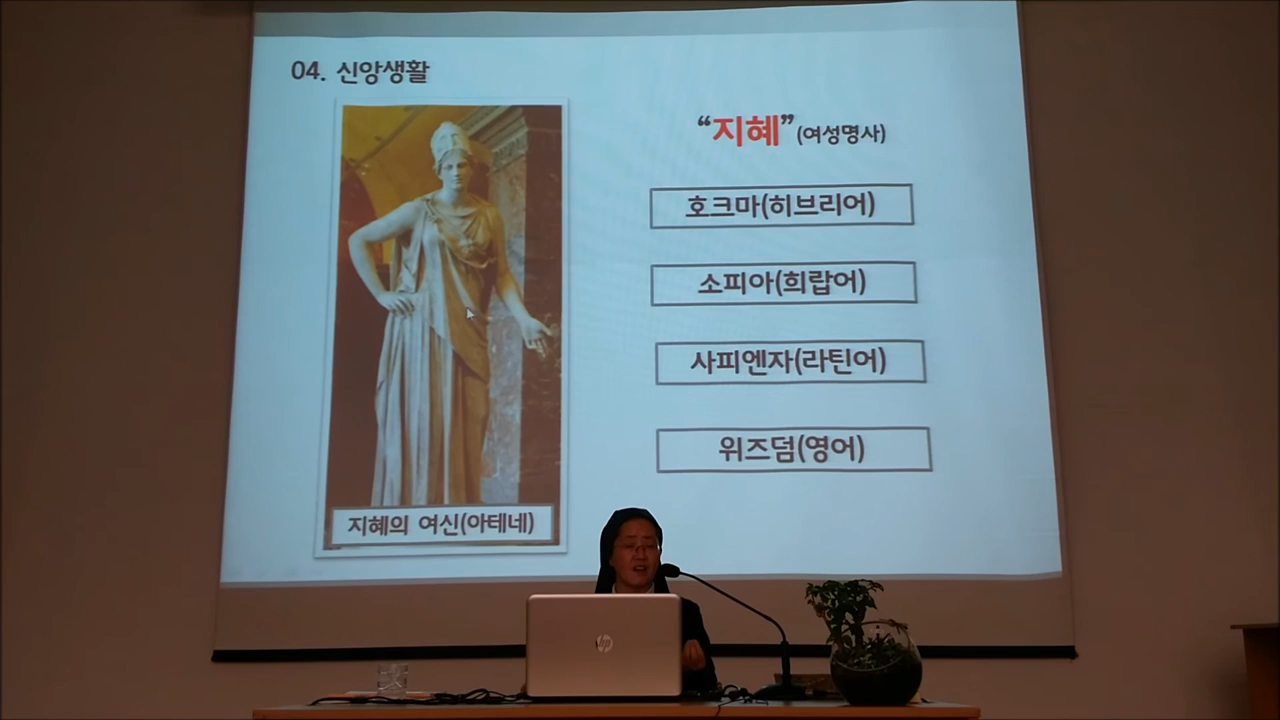 04. 신앙생활
“지혜”(여성명사)
호크마(히브리어)
소피아(희랍어)
사피엔자(라틴어)
위즈덤(영어)
지혜의 여신(아테네)
hp